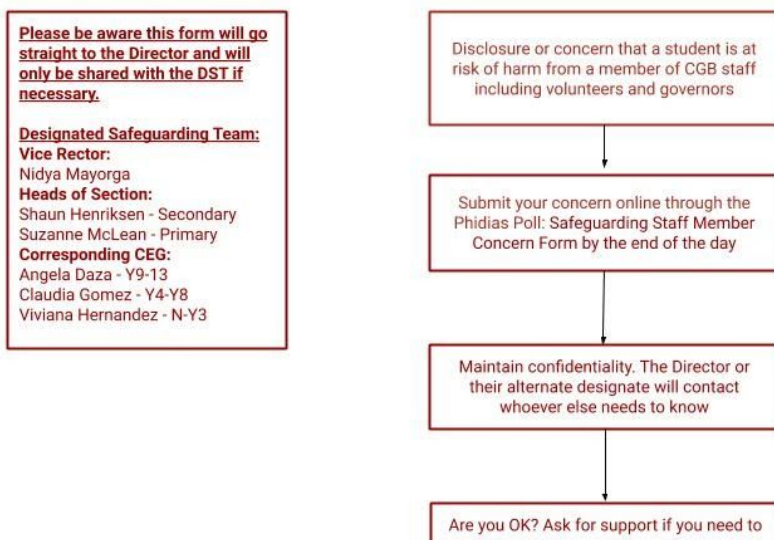 Please be aware this form will go
straight to the Director and will
only be shared with the DST if
necessary.
Designated Safeguarding Team:
Vice Rector:
Nidya Mayorga
Heads of Section:
Shaun Henriksen - Secondary
Suzanne McLean - Primary
Corresponding CEG:
Angela Daza - Y9-13
Claudia Gomez - Y4-Y8
Viviana Hernandez - N-Y3
Disclosure or concern that a student is at
risk of harm from a member of CGB staff
including volunteers and governors
Submit your concern online through the
Phidias Poll: Safeguarding Staff Member
Concern Form by the end of the day
Maintain confidentiality. The Director or
their alternate designate will contact
whoever else needs to know
Are you OK? Ask for support if you need to